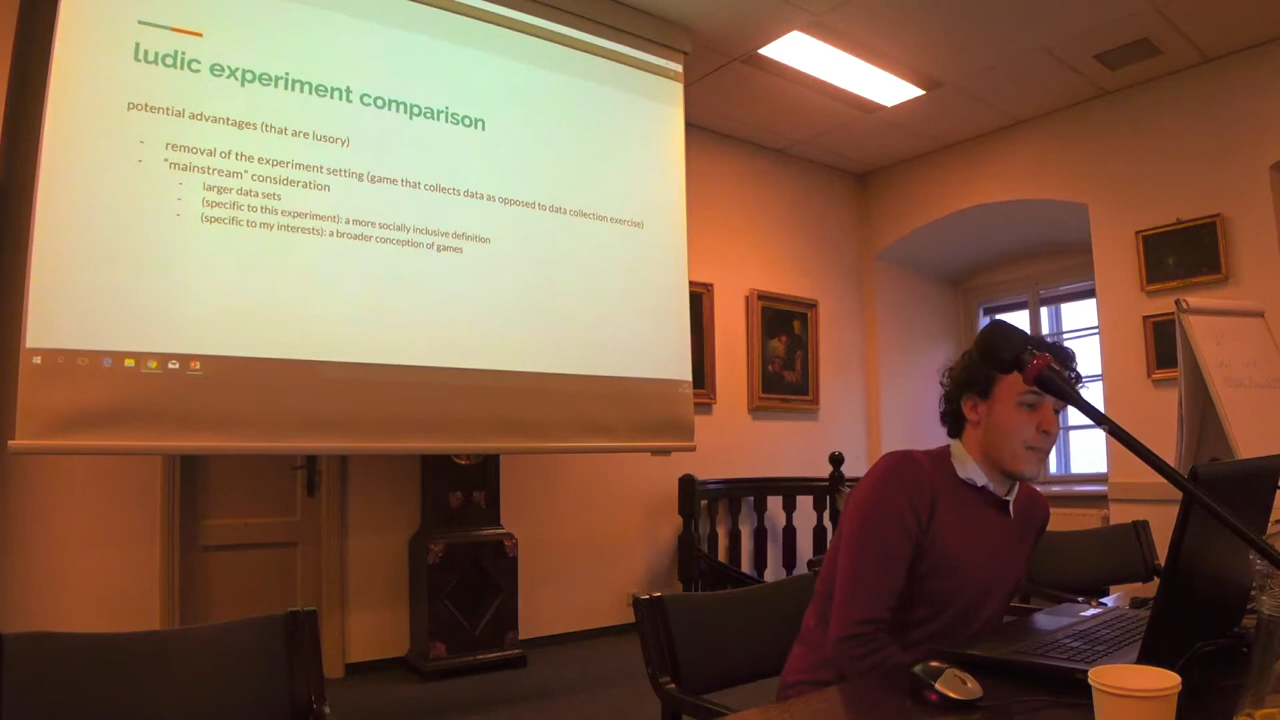 ludic experiment comparison
potential advantages (that are lusory)
- removal of the experiment setting (game that collects data as opposed to data collection exercise)
- "mainstream" consideration
- larger data sets
- (specific to this experiment): a more socially inclusive definition
- (specific to my interests): a broader conception of games